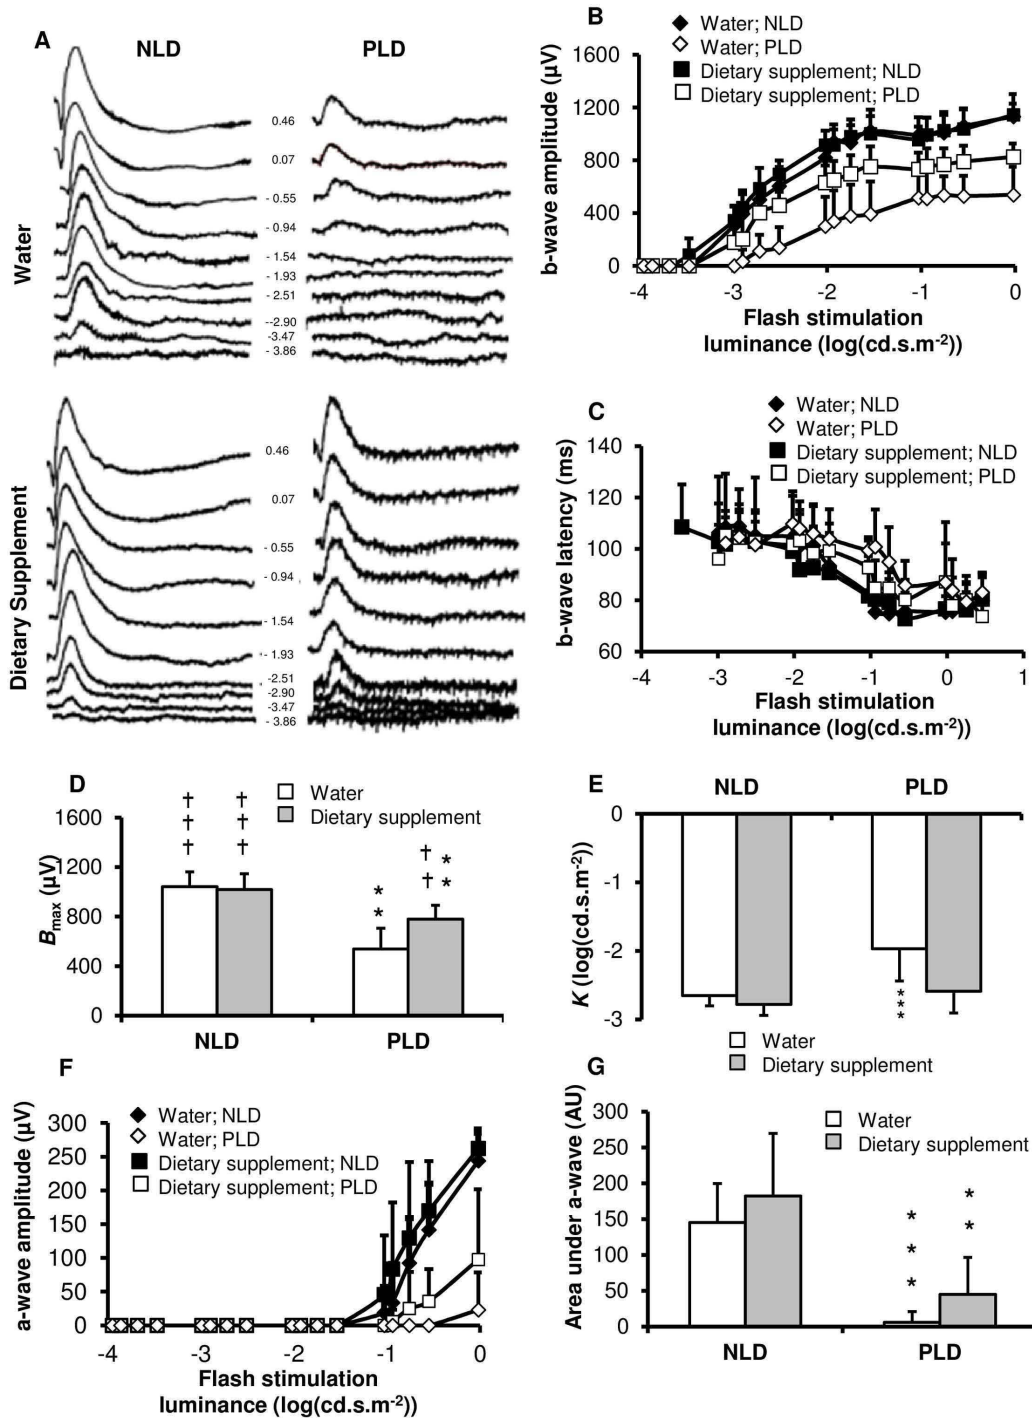 A
NLD
PLD
Water
0.46
0.07
- 0.55
- 0.94
- 1.54
- 1.93
- 2.51
--2.90
-3.47
- 3.86
Dietary Supplement
0.46
0.07
- 0.55
- 0.94
- 1.54
- 1.93
-2.51
-2.90
-3.47
- 3.86
B
Water; NLD
Water; PLD
Dietary supplement; NLD
Dietary supplement; PLD
b-wave amplitude (µV)
1600
1200
800
400
0
-4 -3 -2 -1 0
Flash stimulation
luminance (log(cd.s.m-2))
C
Water; NLD
Water; PLD
Dietary supplement; NLD
Dietary supplement; PLD
b-wave latency (ms)
140
120
100
80
60
-4 -3 -2 -1 0 1
Flash stimulation
luminance (log(cd.s.m-2))
D
Water
Dietary supplement
Bmax (µV)
1600
1200
800
400
0
† † † † † † * * † † * *
NLD PLD
E
NLD PLD
K (log(cd.s.m-2))
0
-1
-2
-3
***
Water
Dietary supplement
F
Water; NLD
Water; PLD
Dietary supplement; NLD
Dietary supplement; PLD
a-wave amplitude (µV)
300
250
200
150
100
50
0
-4 -3 -2 -1 0
Flash stimulation
luminance (log(cd.s.m-2))
G
Water
Dietary supplement
Area under a-wave (AU)
300
250
200
150
100
50
0
* * * * *
NLD PLD